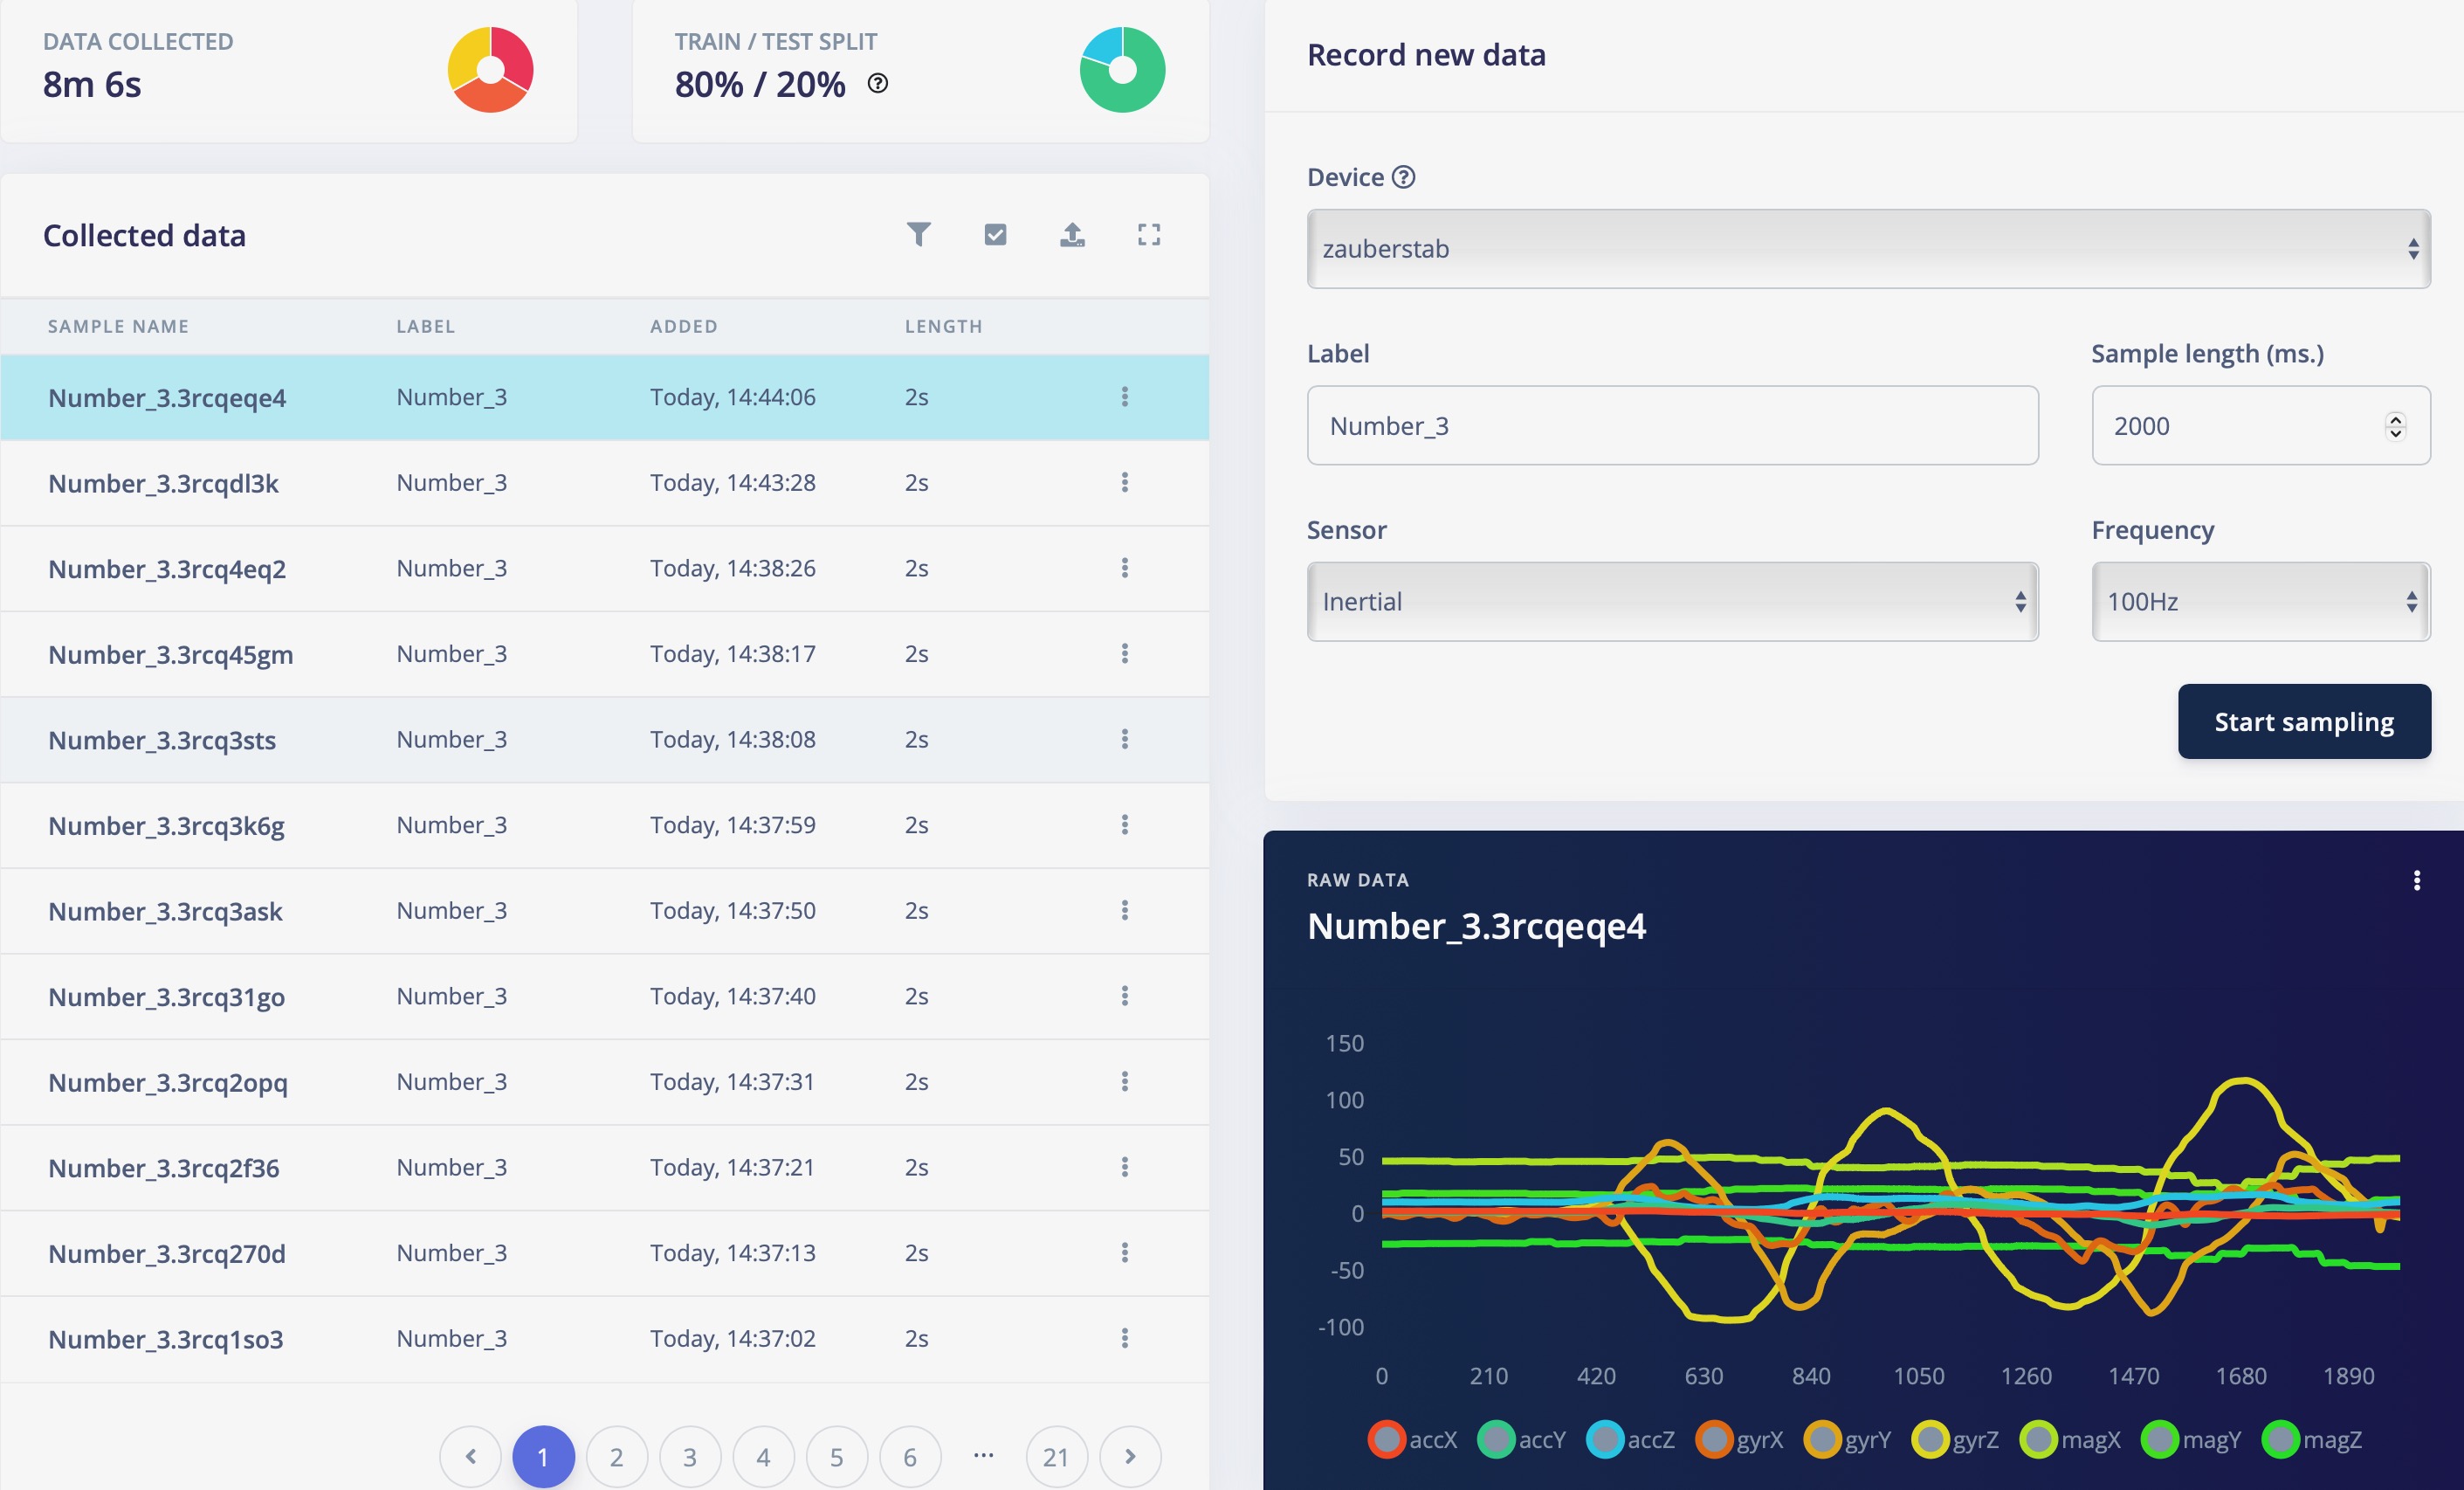 DATA COLLECTED
8m 6s
TRAIN / TEST SPLIT
80% / 20%
Collected data
SAMPLE NAME LABEL ADDED LENGTH
Number_3.3rcqeqe4 Number_3 Today, 14:44:06 2s
Number_3.3rcqdl3k Number_3 Today, 14:43:28 2s
Number_3.3rcq4eq2 Number_3 Today, 14:38:26 2s
Number_3.3rcq45gm Number_3 Today, 14:38:17 2s
Number_3.3rcq3sts Number_3 Today, 14:38:08 2s
Number_3.3rcq3k6g Number_3 Today, 14:37:59 2s
Number_3.3rcq3ask Number_3 Today, 14:37:50 2s
Number_3.3rcq31go Number_3 Today, 14:37:40 2s
Number_3.3rcq2opq Number_3 Today, 14:37:31 2s
Number_3.3rcq2f36 Number_3 Today, 14:37:21 2s
Number_3.3rcq270d Number_3 Today, 14:37:13 2s
Number_3.3rcq1so3 Number_3 Today, 14:37:02 2s
1 2 3 4 5 6 ... 21
Record new data
Device
zauberstab
Label Sample length (ms.)
Number_3 2000
Sensor Frequency
Inertial 100Hz
Start sampling
RAW DATA
Number_3.3rcqeqe4
150
100
50
0
-50
-100
0 210 420 630 840 1050 1260 1470 1680 1890
accX accY accZ gyrX gyrY gyrZ magX magY magZ